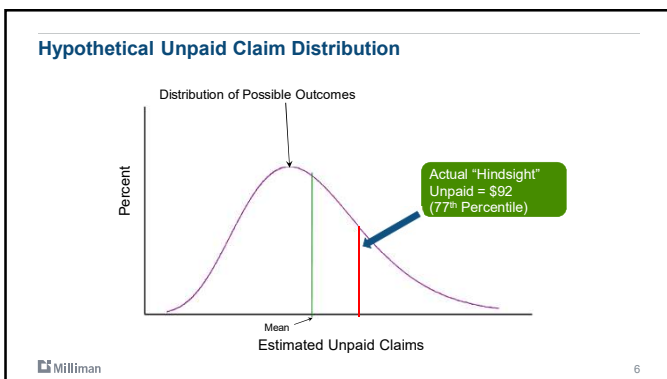 Hypothetical Unpaid Claim Distribution
Distribution of Possible Outcomes
Percent
Actual “Hindsight”
Unpaid = $92
(77th Percentile)
Mean
Estimated Unpaid Claims
Milliman
6